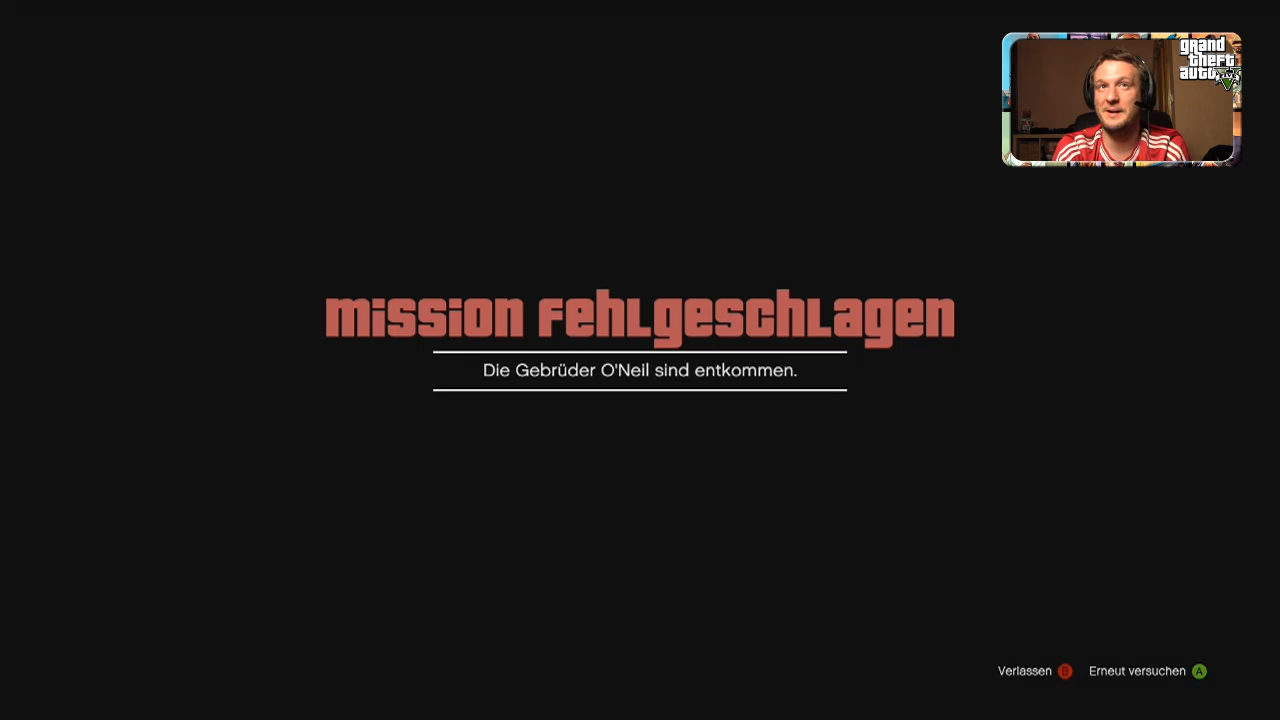 grand
theft
auto
V
mission fehlgeschlagen
Die Gebrüder O'Neil sind entkommen.
Verlassen B Erneut versuchen A